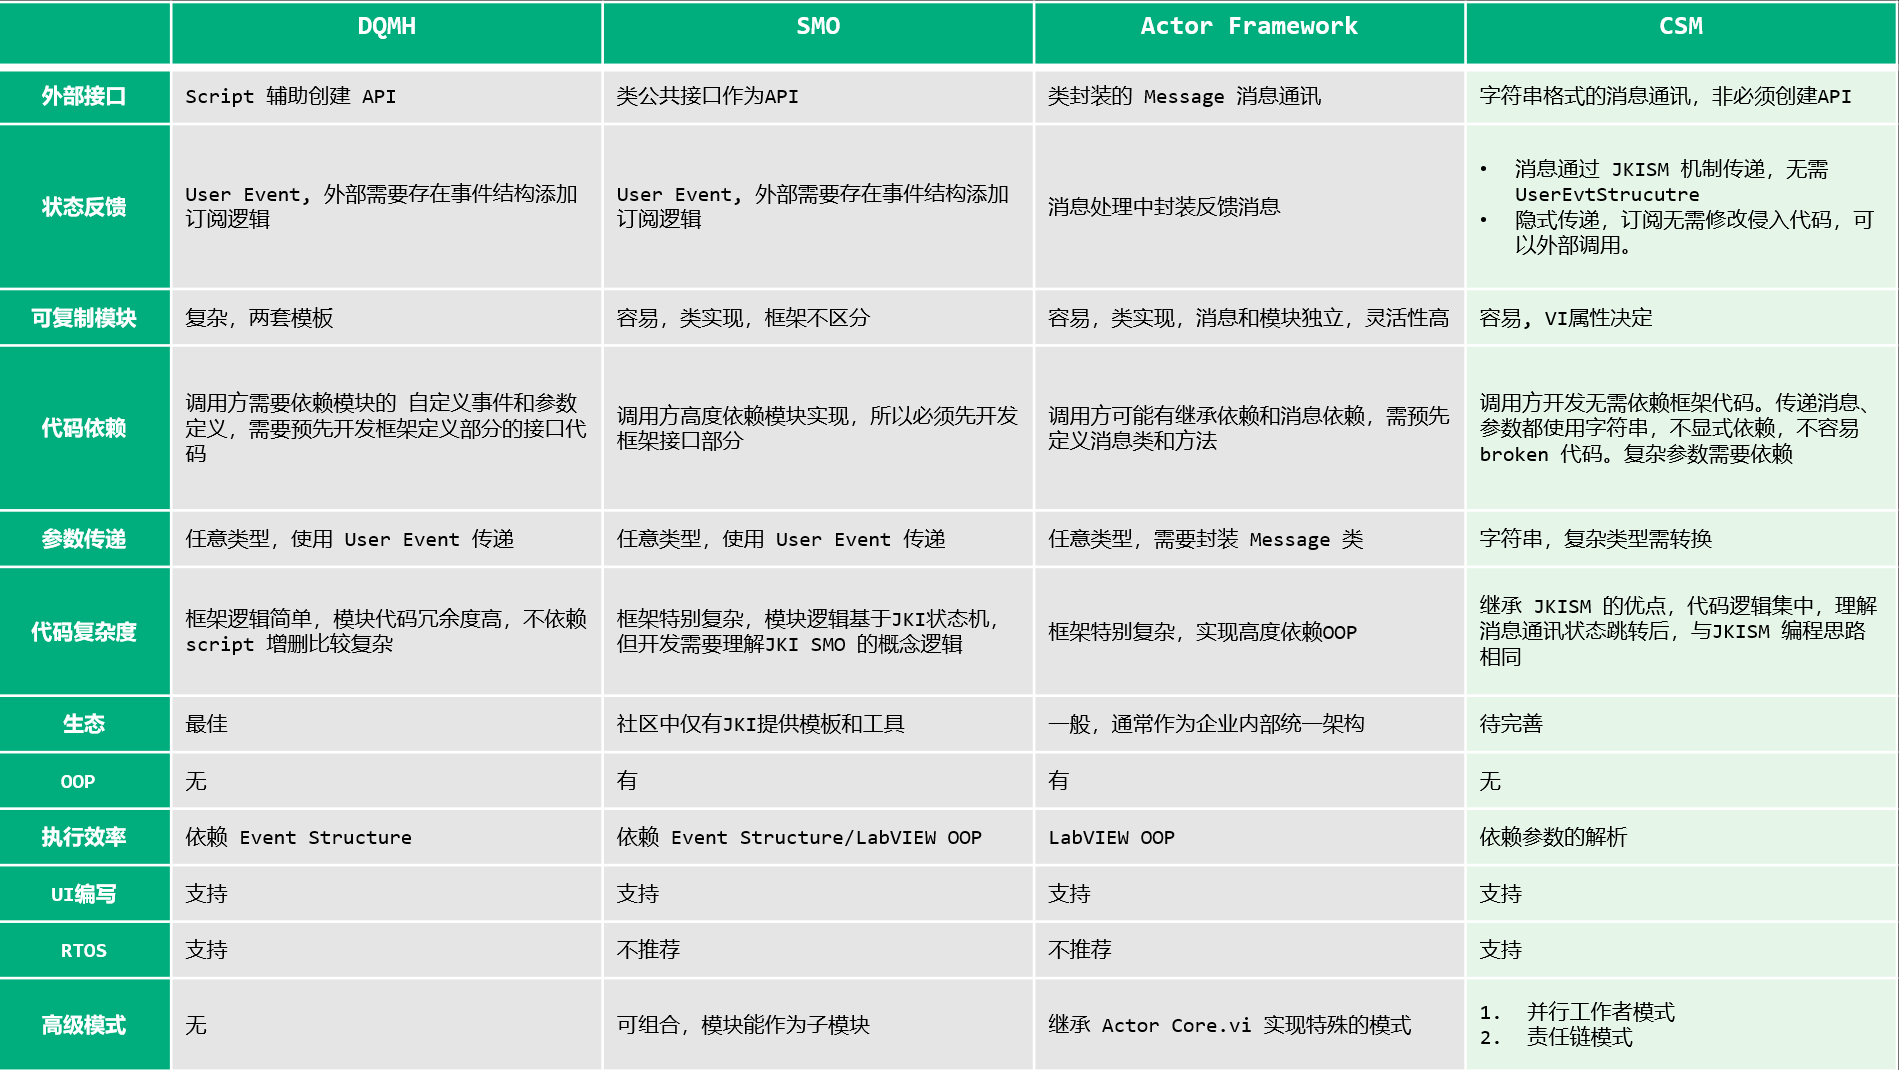 DQMH
SMO
Actor Framework
CSM
外部接口
Script 辅助创建 API
类公共接口作为API
类封装的 Message 消息通讯
字符串格式的消息通讯，非必须创建API
状态反馈
User Event, 外部需要存在事件结构添加
订阅逻辑
User Event, 外部需要存在事件结构添加
订阅逻辑
消息处理中封装反馈消息
• 消息通过 JKISM 机制传递，无需
UserEvtStrucutre
• 隐式传递，订阅无需修改侵入代码，可
以外部调用。
可复制模块
复杂，两套模板
容易，类实现，框架不区分
容易，类实现，消息和模块独立，灵活性高
容易, VI属性决定
代码依赖
调用方需要依赖模块的 自定义事件和参数
定义，需要预先开发框架定义部分的接口代
码
调用方高度依赖模块实现，所以必须先开发
框架接口部分
调用方可能有继承依赖和消息依赖，需预先
定义消息类和方法
调用方开发无需依赖框架代码。传递消息、
参数都使用字符串，不显式依赖，不容易
broken 代码。复杂参数需要依赖
参数传递
任意类型，使用 User Event 传递
任意类型，使用 User Event 传递
任意类型，需要封装 Message 类
字符串，复杂类型需转换
代码复杂度
框架逻辑简单，模块代码冗余度高，不依赖
script 增删比较复杂
框架特别复杂，模块逻辑基于JKI状态机，
但开发需要理解JKI SMO 的概念逻辑
框架特别复杂，实现高度依赖OOP
继承 JKISM 的优点，代码逻辑集中，理解
消息通讯状态跳转后，与JKISM 编程思路
相同
生态
最佳
社区中仅有JKI提供模板和工具
一般，通常作为企业内部统一架构
待完善
OOP
无
有
有
无
执行效率
依赖 Event Structure
依赖 Event Structure/LabVIEW OOP
LabVIEW OOP
依赖参数的解析
UI编写
支持
支持
支持
支持
RTOS
支持
不推荐
不推荐
支持
高级模式
无
可组合，模块能作为子模块
继承 Actor Core.vi 实现特殊的模式
1. 并行工作者模式
2. 责任链模式